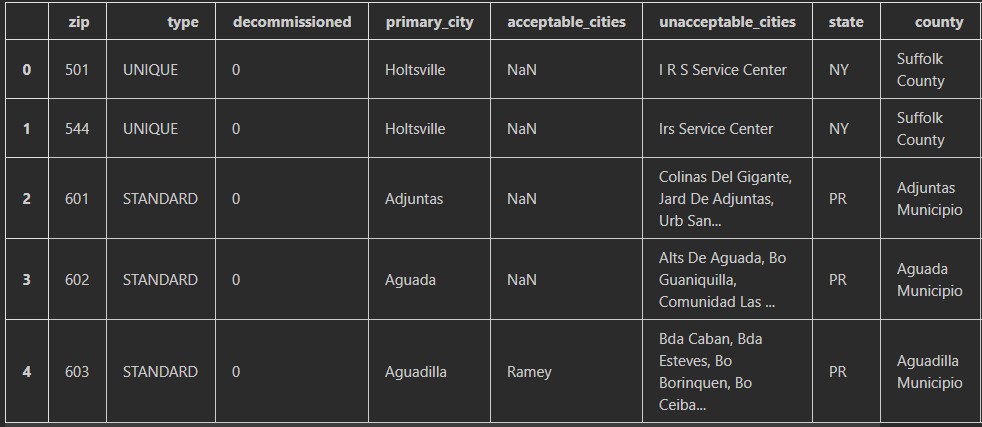 zip type decommissioned primary_city acceptable_cities unacceptable_cities state county
0 501 UNIQUE 0 Holtsville NaN I R S Service Center NY Suffolk
County
1 544 UNIQUE 0 Holtsville NaN Irs Service Center NY Suffolk
County
Colinas Del Gigante,
2 601 STANDARD 0 Adjuntas NaN Jard De Adjuntas, PR Adjuntas
Urb San... Municipio
Alts De Aguada, Bo
3 602 STANDARD 0 Aguada NaN Guaniquilla, PR Aguada
Comunidad Las ... Municipio
Bda Caban, Bda
Esteves, Bo
4 603 STANDARD 0 Aguadilla Ramey Borinquen, Bo PR Aguadilla
Ceiba... Municipio